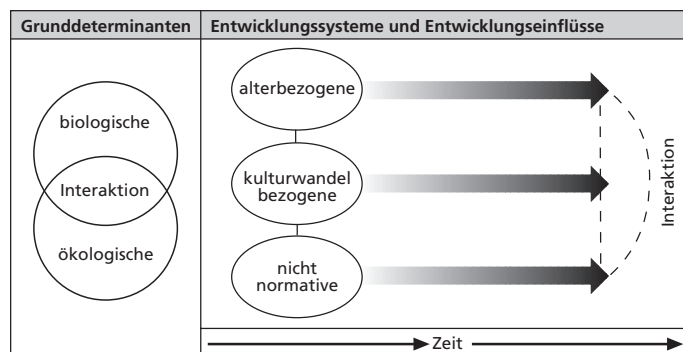 Grunddeterminanten
Entwicklungssysteme und Entwicklungseinflüsse
biologische
Interaktion
ökologische
alterbezogene
kulturwandel
bezogene
nicht
normative
Interaktion
Zeit